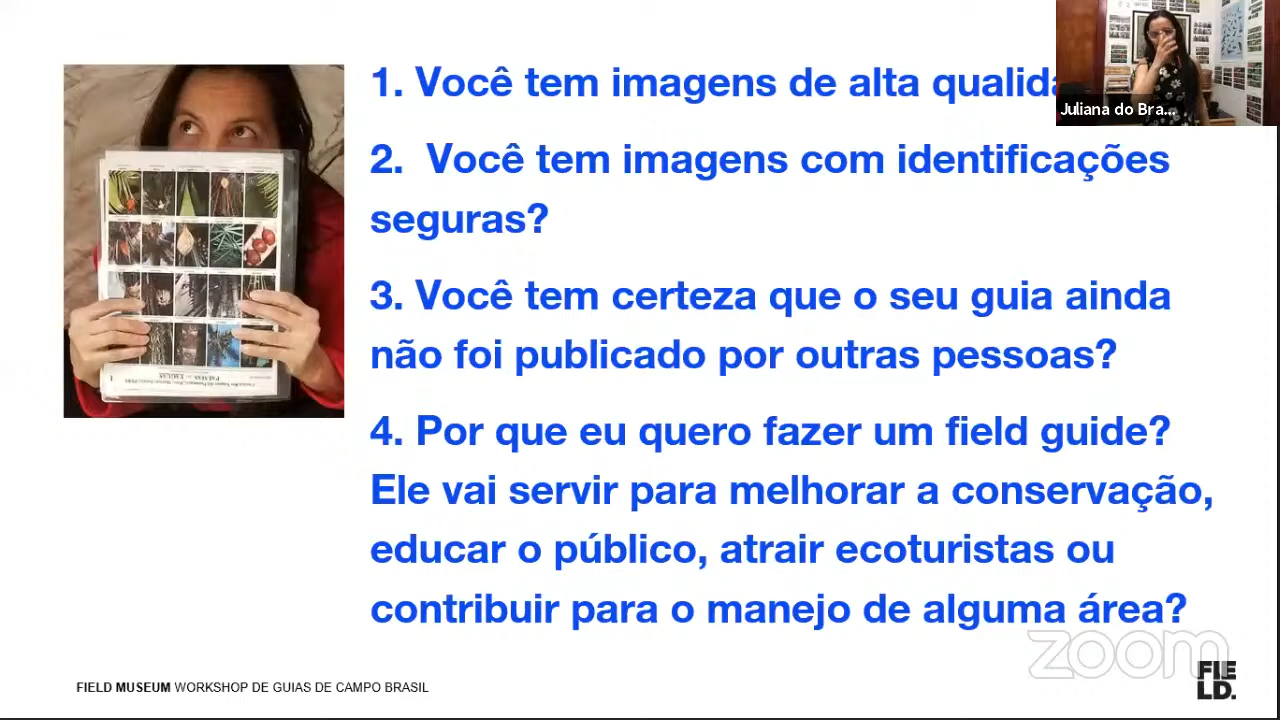 1. Você tem imagens de alta
Juliana do Bra...
2. Você tem imagens com identificações
seguras?
3. Você tem certeza que o seu guia ainda
não foi publicado por outras pessoas?
4. Por que eu quero fazer um field guide?
Ele vai servir para melhorar a conservação,
educar o público, atrair ecoturistas ou
contribuir para o manejo de alguma área?
zoom
FIELD MUSEUM WORKSHOP DE GUIAS DE CAMPO BRASIL
FIE
LD.